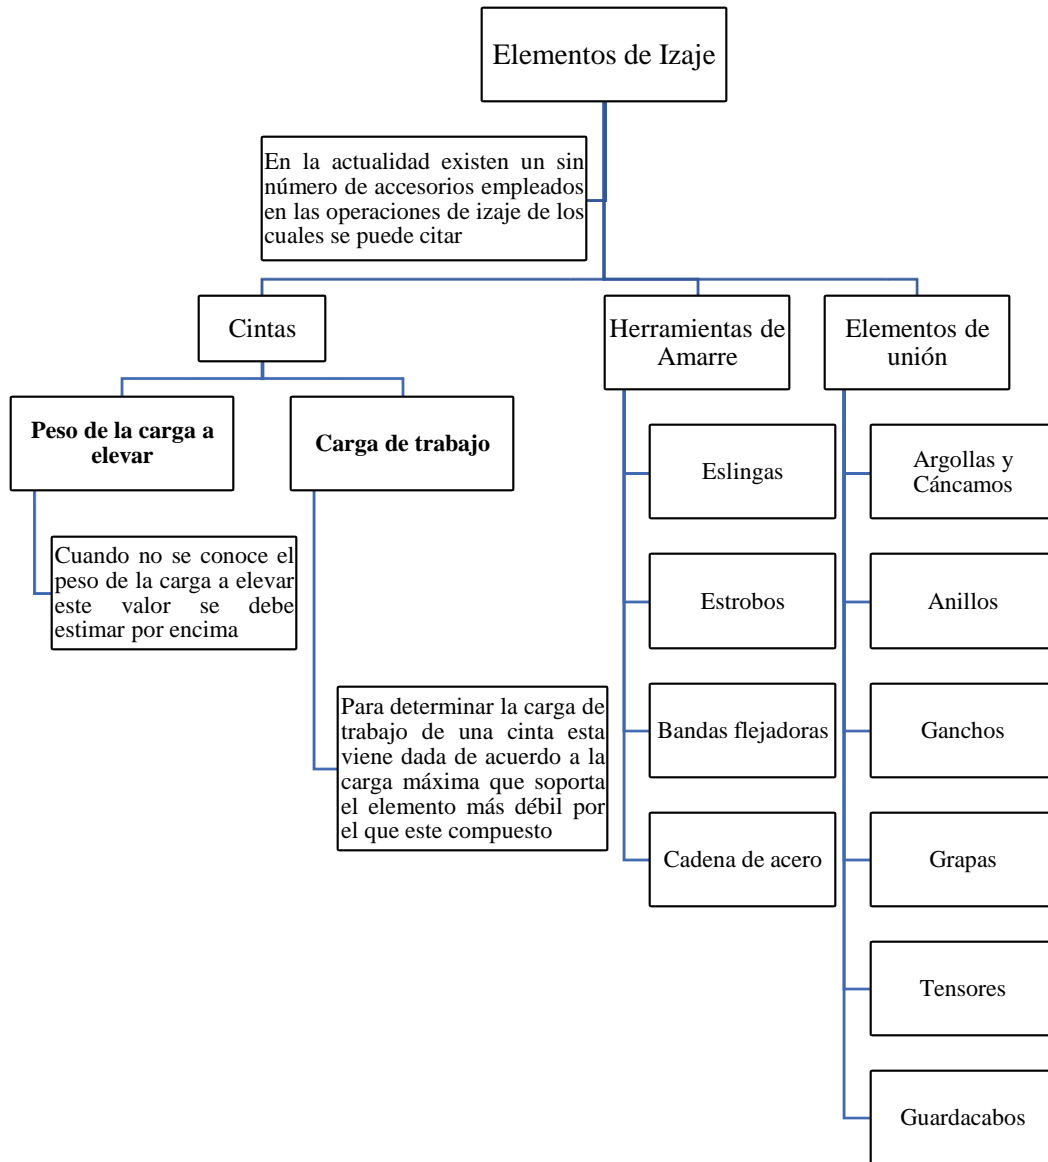 Elementos de Izaje
En la actualidad existen un sin
número de accesorios empleados
en las operaciones de izaje de los
cuales se puede citar
Cintas
Herramientas de
Amarre
Elementos de
unión
Peso de la carga a
elevar
Carga de trabajo
Cuando no se conoce el
peso de la carga a elevar
este valor se debe
estimar por encima
Para determinar la carga de
trabajo de una cinta esta
viene dada de acuerdo a la
carga máxima que soporta
el elemento más débil por
el que este compuesto
Eslingas
Estrobos
Bandas flejadoras
Cadena de acero
Argollas y
Cáncamos
Anillos
Ganchos
Grapas
Tensores
Guardacabos